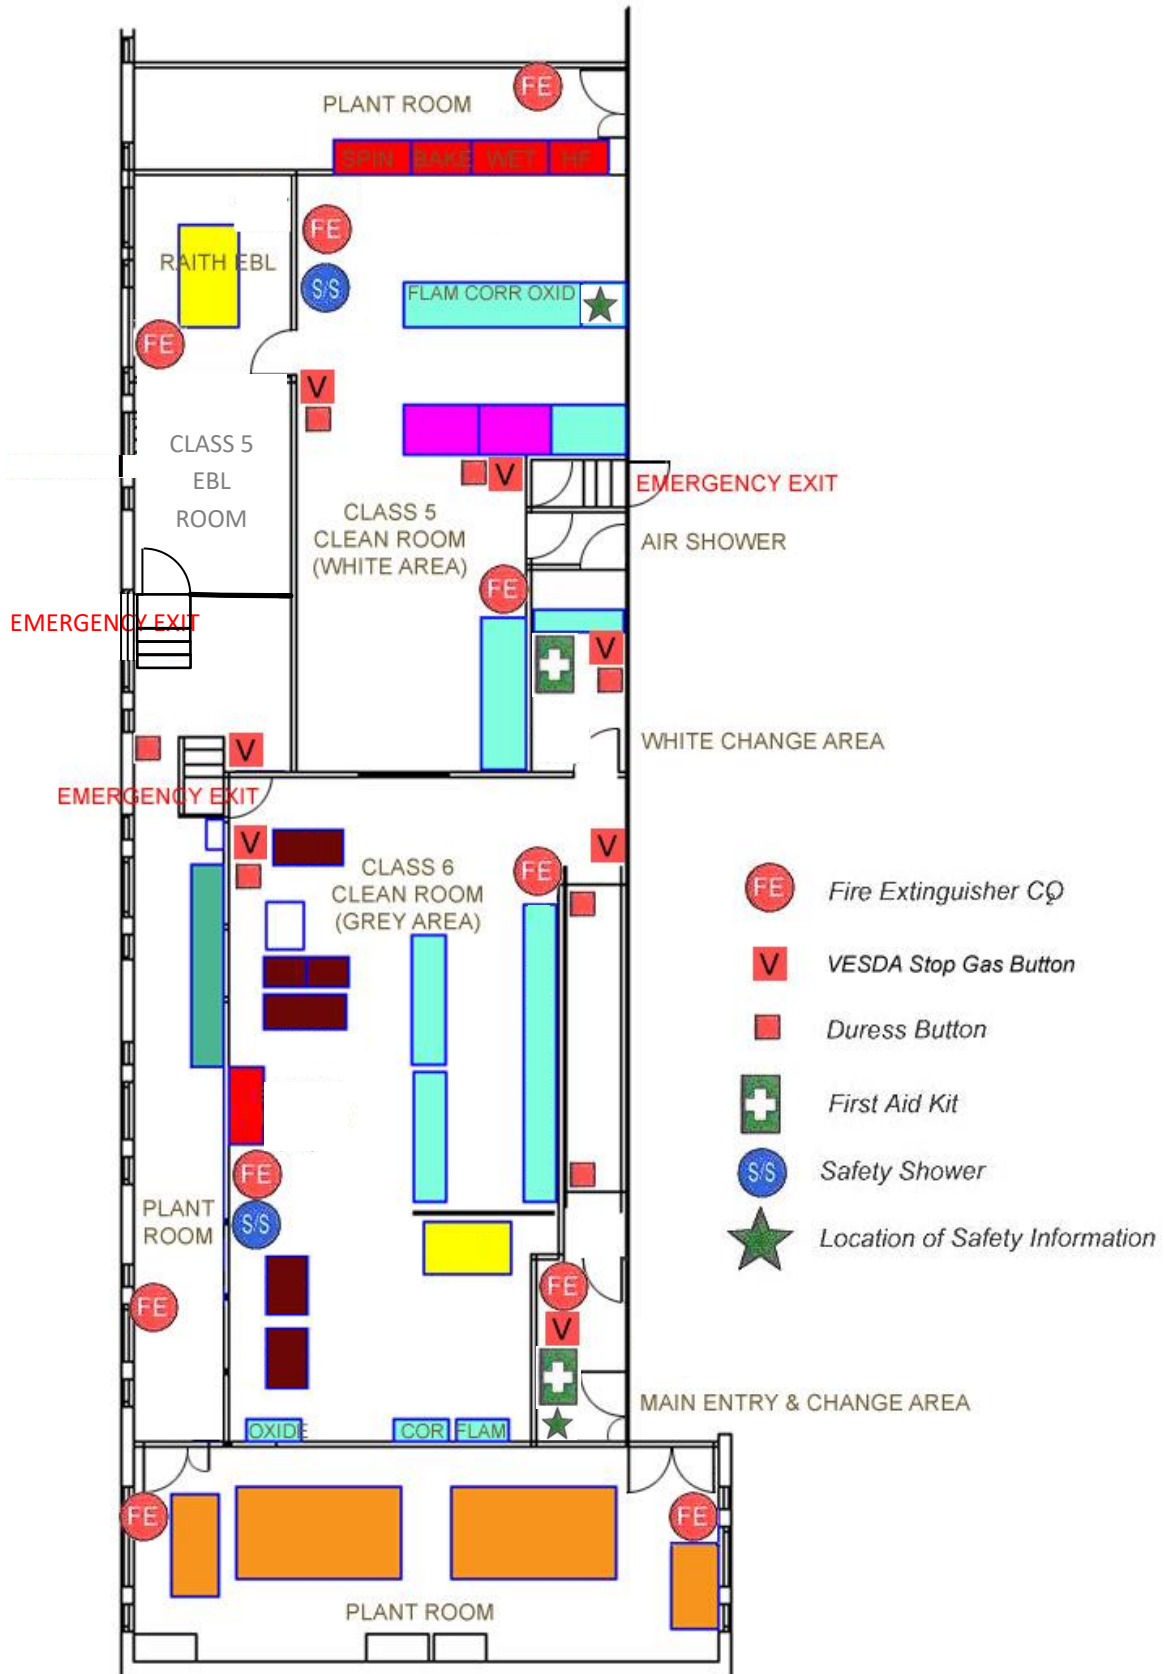 FE
PLANT ROOM
SPIN BAKE WET HF
FE
RAITH EBL
S/S
FLAM CORR OXID
FE
V
CLASS 5
EBL
ROOM
V
EMERGENCY EXIT
CLASS 5
CLEAN ROOM
(WHITE AREA)
AIR SHOWER
FE
EMERGENCY EXIT
V
WHITE CHANGE AREA
V
EMERGENCY EXIT
V
V
CLASS 6
CLEAN ROOM
(GREY AREA)
FE
FE Fire Extinguisher CO2
V VESDA Stop Gas Button
Duress Button
First Aid Kit
S/S Safety Shower
Location of Safety Information
FE
PLANT
ROOM
S/S
FE
FE
V
MAIN ENTRY & CHANGE AREA
OXIDE COR FLAM
FE
FE
PLANT ROOM